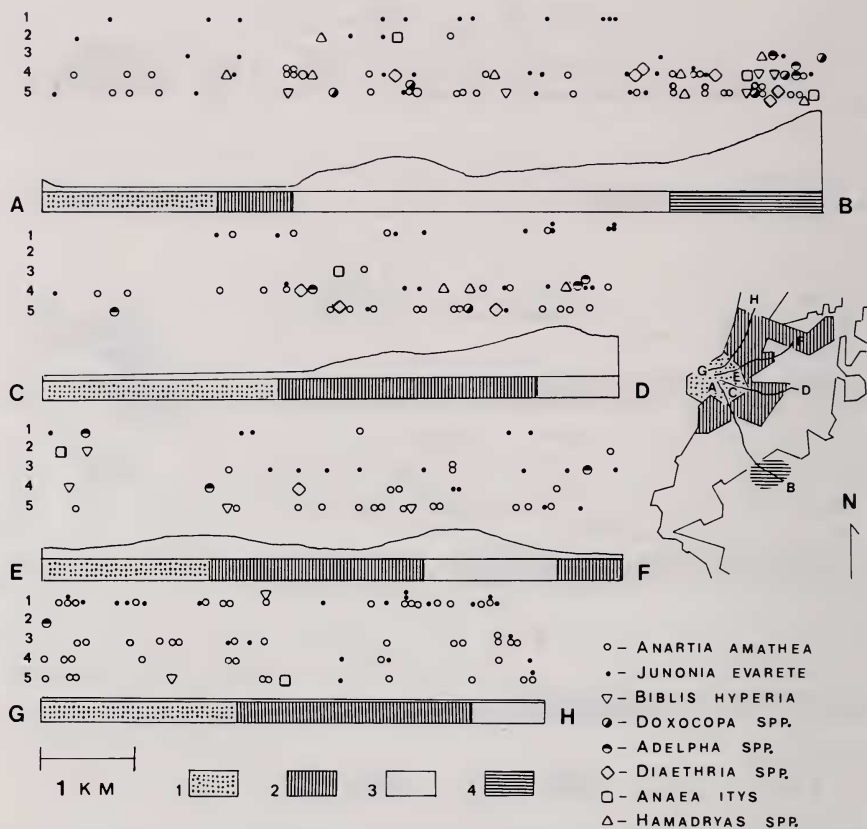 1
2
3
4
5
A B
1
2
3
4
5
C D
H
F
G
E
A
C
D
B
N
1
2
3
4
5
E F
1
2
3
4
5
G H
1 KM
1 2 3 4
○ – ANARTIA AMATHEA
• – JUNONIA EVARETE
▽ – BIBLIS HYPERIA
– DOXOCOPA SPP.
– ADELPHA SPP.
◇ – DIAETHRIA SPP.
□ – ANAEA ITYS
△ – HAMADRYAS SPP.